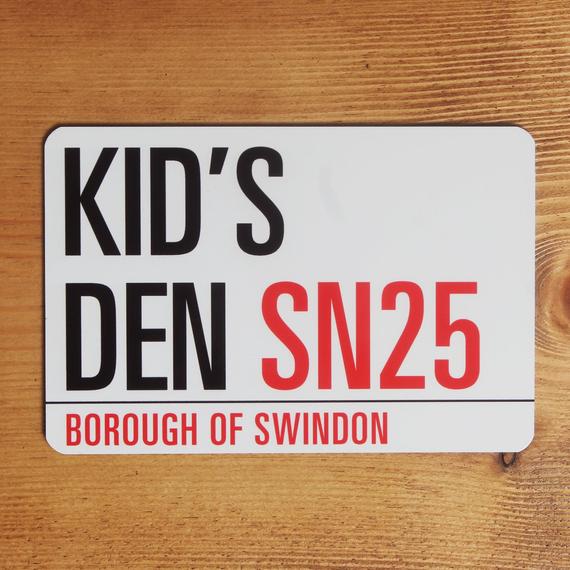 KID'S
DEN SN25
BOROUGH OF SWINDON